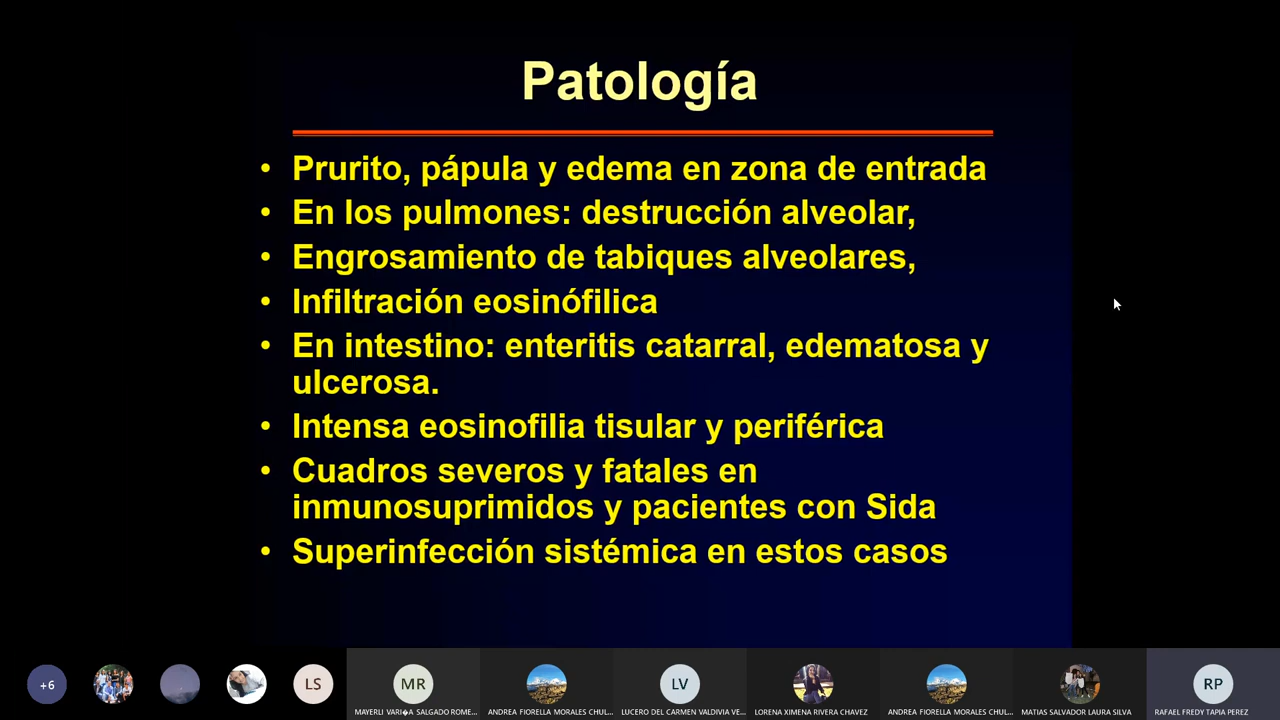 Patología
• Prurito, pápula y edema en zona de entrada
• En los pulmones: destrucción alveolar,
• Engrosamiento de tabiques alveolares,
• Infiltración eosinófilica
• En intestino: enteritis catarral, edematosa y
ulcerosa.
• Intensa eosinofilia tisular y periférica
• Cuadros severos y fatales en
inmunosuprimidos y pacientes con Sida
• Superinfección sistémica en estos casos
+6
LS
MR
LV
RP
MAYERLI VARI�A SALGADO ROME...
ANDREA FIORELLA MORALES CHUL...
LUCERO DEL CARMEN VALDIVIA VE...
LORENA XIMENA RIVERA CHAVEZ
ANDREA FIORELLA MORALES CHUL...
MATIAS SALVADOR LAURA SILVA
RAFAEL FREDY TAPIA PEREZ